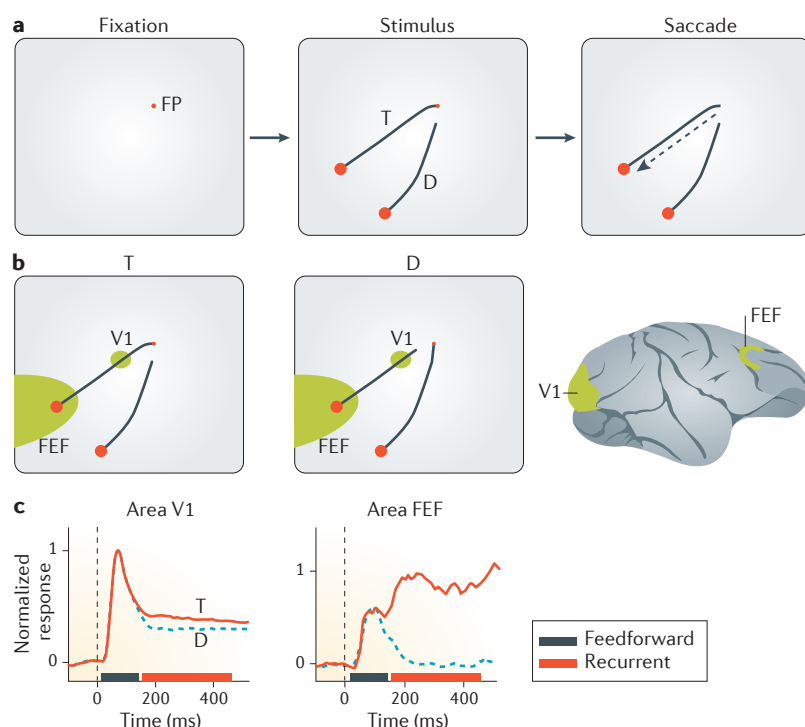 a Fixation Stimulus Saccade
FP
T
D
b T D
V1 V1
FEF FEF
FEF
V1
c Area V1 Area FEF
Normalized
response
1
0
T
D
0 200 400
Time (ms)
1
0
0 200 400
Time (ms)
Feedforward
Recurrent